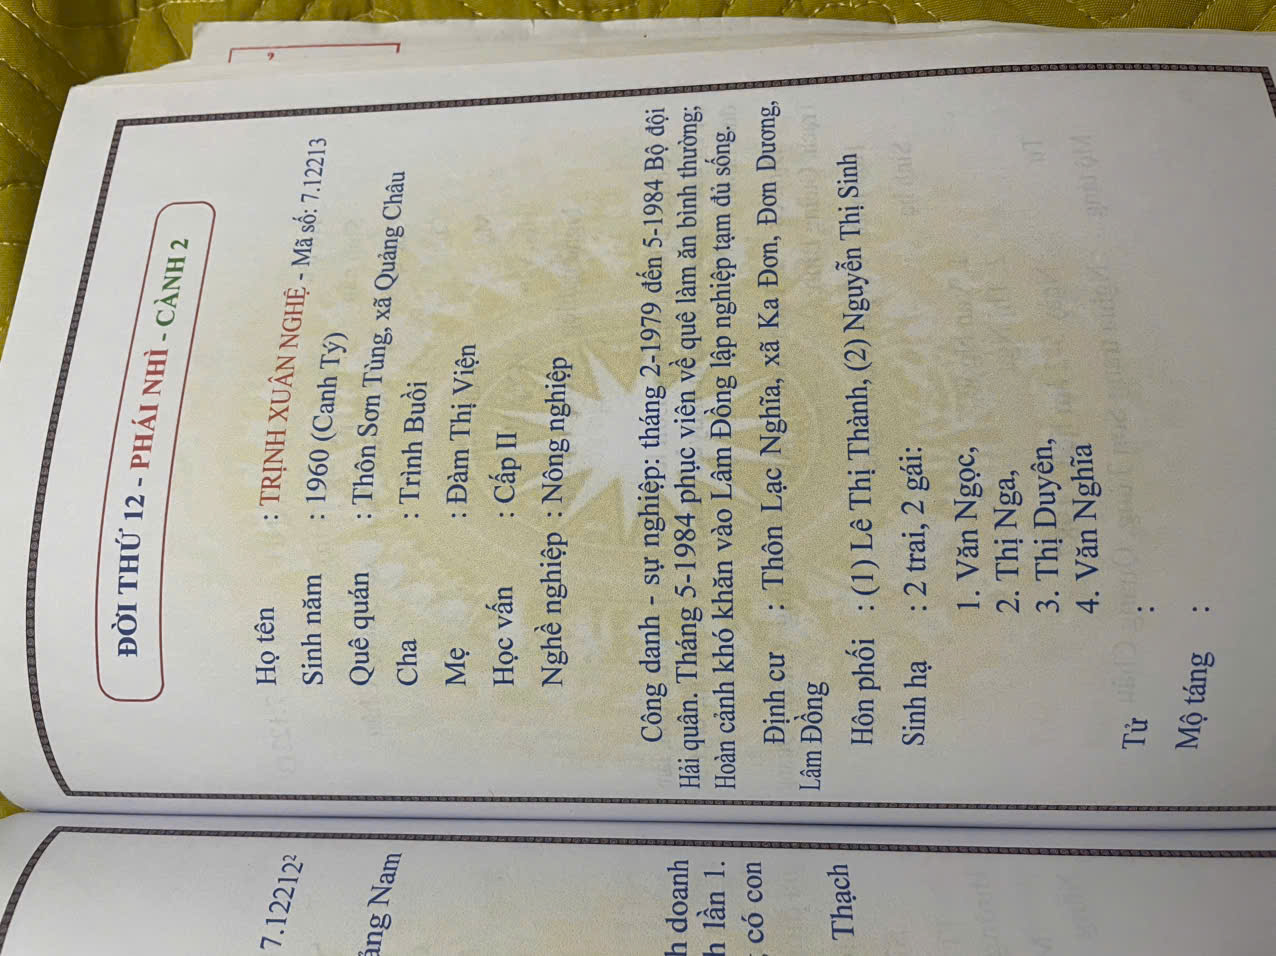 ĐỜI THỨ 12 - PHÁI NHÌ - CÀNH 2
Họ tên : TRỊNH XUÂN NGHỆ - Mã số: 7.12213
Sinh năm : 1960 (Canh Tý)
Quê quán : Thôn Sơn Tùng, xã Quảng Châu
Cha : Trình Buồi
Mẹ : Đàm Thị Viện
Học vấn : Cấp II
Nghề nghiệp : Nông nghiệp
Công danh - sự nghiệp: tháng 2-1979 đến 5-1984 Bộ đội
Hải quân. Tháng 5-1984 phục viên về quê làm ăn bình thường;
Hoàn cảnh khó khăn vào Lâm Đồng lập nghiệp tạm đủ sống.
Định cư : Thôn Lạc Nghĩa, xã Ka Đơn, Đơn Dương,
Lâm Đồng
Hôn phối : (1) Lê Thị Thành, (2) Nguyễn Thị Sinh
Sinh hạ : 2 trai, 2 gái:
1. Văn Ngọc,
2. Thị Nga,
3. Thị Duyên,
4. Văn Nghĩa
Tử :
Mộ táng :
7.12212²
ảng Nam
h doanh
h lần 1.
có con
Thạch